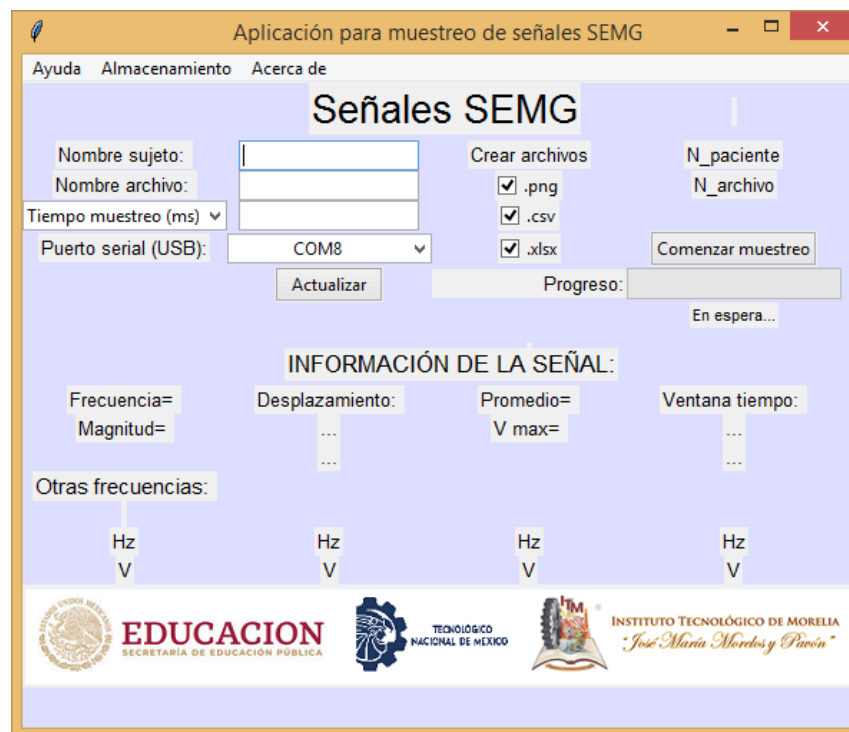 Aplicación para muestreo de señales SEMG
Ayuda Almacenamiento Acerca de
Señales SEMG
Nombre sujeto: Crear archivos N_paciente
Nombre archivo: .png N_archivo
Tiempo muestreo (ms) .csv
Puerto serial (USB): COM8 .xlsx Comenzar muestreo
Actualizar Progreso:
En espera...
INFORMACIÓN DE LA SEÑAL:
Frecuencia= Desplazamiento: Promedio= Ventana tiempo:
Magnitud= ... V max= ...
... ...
Otras frecuencias:
Hz Hz Hz Hz
V V V V
EDUCACION
SECRETARÍA DE EDUCACIÓN PÚBLICA
TECNOLÓGICO
NACIONAL DE MÉXICO
ITM
INSTITUTO TECNOLÓGICO DE MORELIA
"José María Morelos y Pavón"